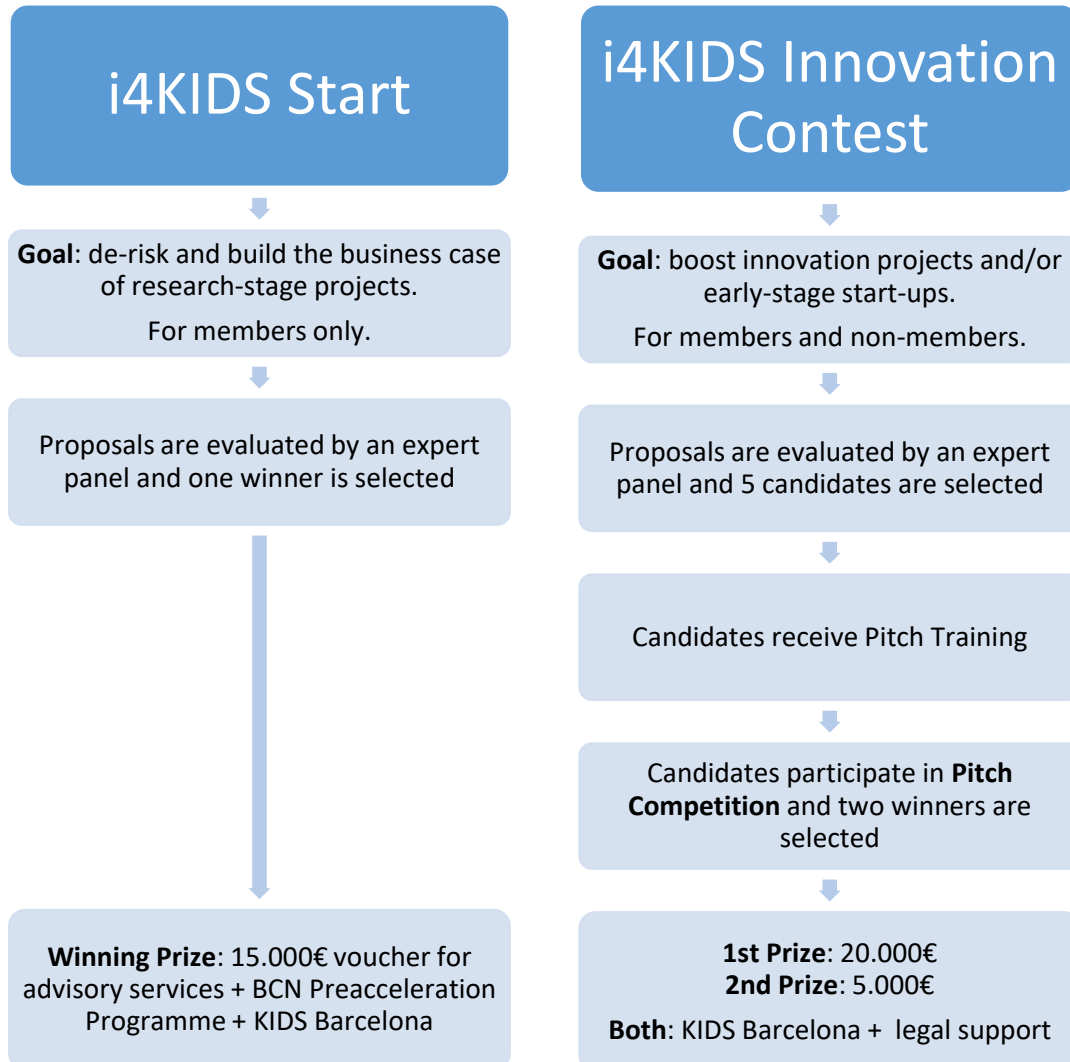 i4KIDS Start
Goal: de-risk and build the business case
of research-stage projects.
For members only.
Proposals are evaluated by an expert
panel and one winner is selected
Winning Prize: 15.000€ voucher for
advisory services + BCN Preacceleration
Programme + KIDS Barcelona
i4KIDS Innovation
Contest
Goal: boost innovation projects and/or
early-stage start-ups.
For members and non-members.
Proposals are evaluated by an expert
panel and 5 candidates are selected
Candidates receive Pitch Training
Candidates participate in Pitch
Competition and two winners are
selected
1st Prize: 20.000€
2nd Prize: 5.000€
Both: KIDS Barcelona + legal support